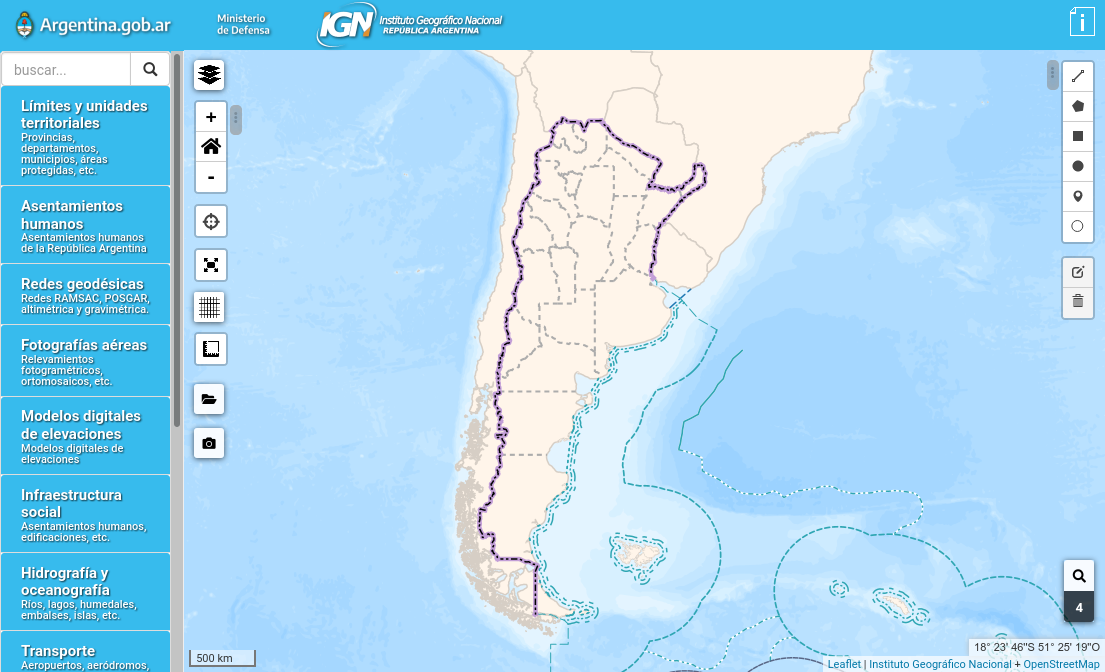 Argentina.gob.ar
Ministerio
de Defensa
IGN
Instituto Geográfico Nacional
REPÚBLICA ARGENTINA
i
buscar...
Límites y unidades
territoriales
Provincias,
departamentos,
municipios, áreas
protegidas, etc.
Asentamientos
humanos
Asentamientos humanos
de la República Argentina
Redes geodésicas
Redes RAMSAC, POSGAR,
altimétrica y gravimétrica.
Fotografías aéreas
Relevamientos
fotogramétricos,
ortomosaicos, etc.
Modelos digitales
de elevaciones
Modelos digitales de
elevaciones
Infraestructura
social
Asentamientos humanos,
edificaciones, etc.
Hidrografía y
oceanografía
Ríos, lagos, humedales,
embalses, islas, etc.
Transporte
Aeropuertos, aeródromos,
+
-
500 km
4
18° 23' 46"S 51° 25' 19"O
Leaflet | Instituto Geográfico Nacional + OpenStreetMap